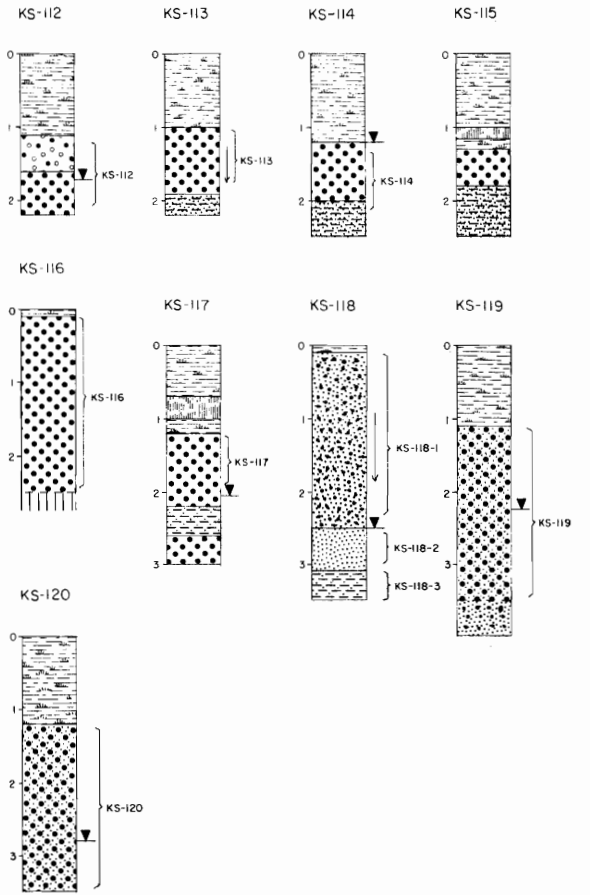 KS-112 KS-113 KS-114 KS-115
0 0 0 0
1 1 1 1
KS-112 KS-113 KS-114
2 2 2 2
KS-116
KS-117 KS-118 KS-119
0 0 0 0
1 1 1 1
KS-116 KS-117 KS-118-1
2 2 2 2
KS-119
KS-118-2
3 3 3
KS-118-3
KS-120
0
1
2
KS-120
3